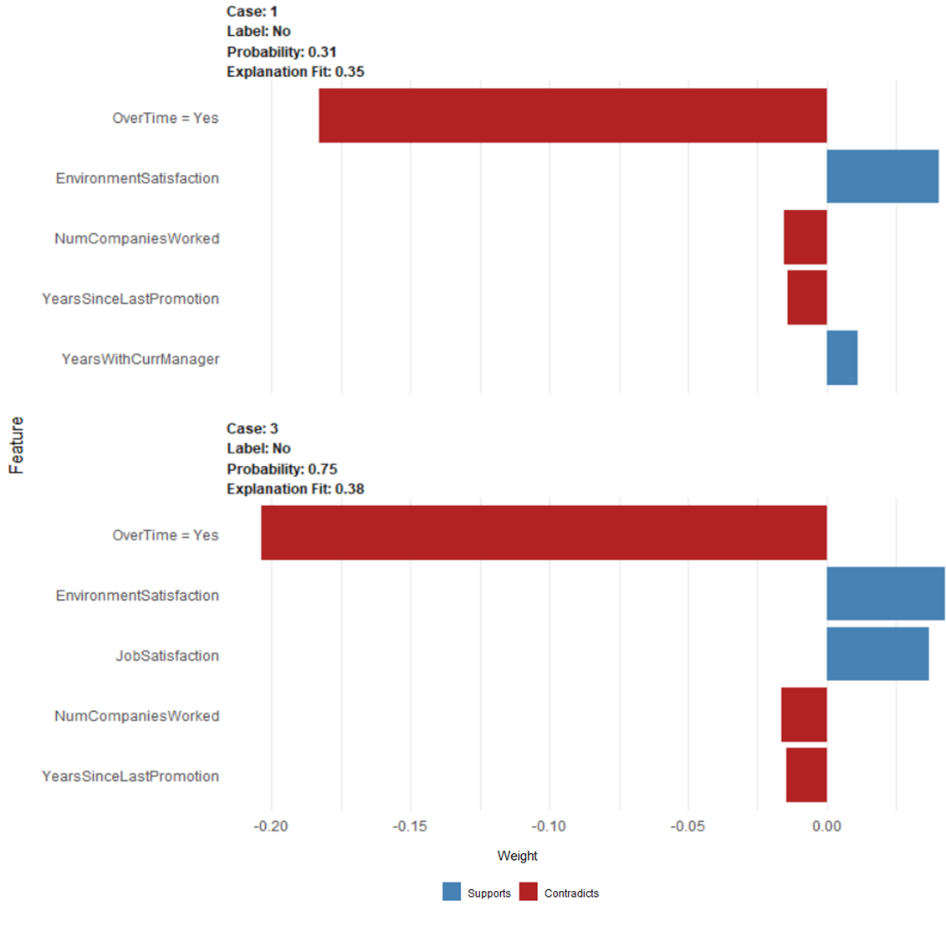 Case: 1
Label: No
Probability: 0.31
Explanation Fit: 0.35
OverTime = Yes
EnvironmentSatisfaction
NumCompaniesWorked
YearsSinceLastPromotion
YearsWithCurrManager
Feature
Case: 3
Label: No
Probability: 0.75
Explanation Fit: 0.38
OverTime = Yes
EnvironmentSatisfaction
JobSatisfaction
NumCompaniesWorked
YearsSinceLastPromotion
-0.20 -0.15 -0.10 -0.05 0.00
Weight
Supports Contradicts